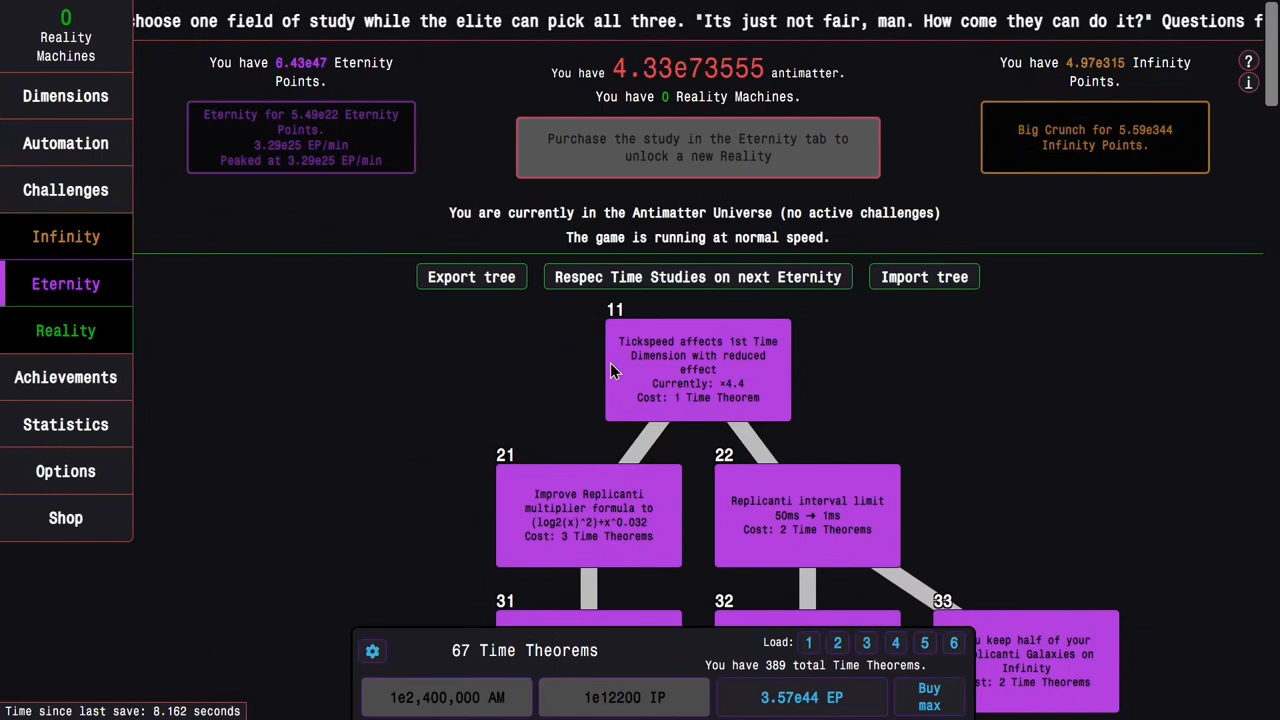 0
Reality
Machines
Dimensions
Automation
Challenges
Infinity
Eternity
Reality
Achievements
Statistics
Options
Shop
choose one field of study while the elite can pick all three. "Its just not fair, man. How come they can do it?" Questions f
You have 6.43e47 Eternity
Points.
Eternity for 5.49e22 Eternity
Points.
3.29e25 EP/min
Peaked at 3.29e25 EP/min
You have 4.33e73555 antimatter.
You have 0 Reality Machines.
Purchase the study in the Eternity tab to
unlock a new Reality
You have 4.97e315 Infinity
Points.
Big Crunch for 5.59e344
Infinity Points.
?
i
You are currently in the Antimatter Universe (no active challenges)
The game is running at normal speed.
Export tree
Respec Time Studies on next Eternity
Import tree
11
Tickspeed affects 1st Time
Dimension with reduced
effect
Currently: ×4.4
Cost: 1 Time Theorem
21
Improve Replicanti
multiplier formula to
(log2(x)^2)+x^0.032
Cost: 3 Time Theorems
22
Replicanti interval limit
50ms → 1ms
Cost: 2 Time Theorems
31
32
33
u keep half of your
plicanti Galaxies on
Infinity
st: 2 Time Theorems
67 Time Theorems
Load: 1 2 3 4 5 6
You have 389 total Time Theorems.
1e2,400,000 AM
1e12200 IP
3.57e44 EP
Buy
max
Time since last save: 8.162 seconds